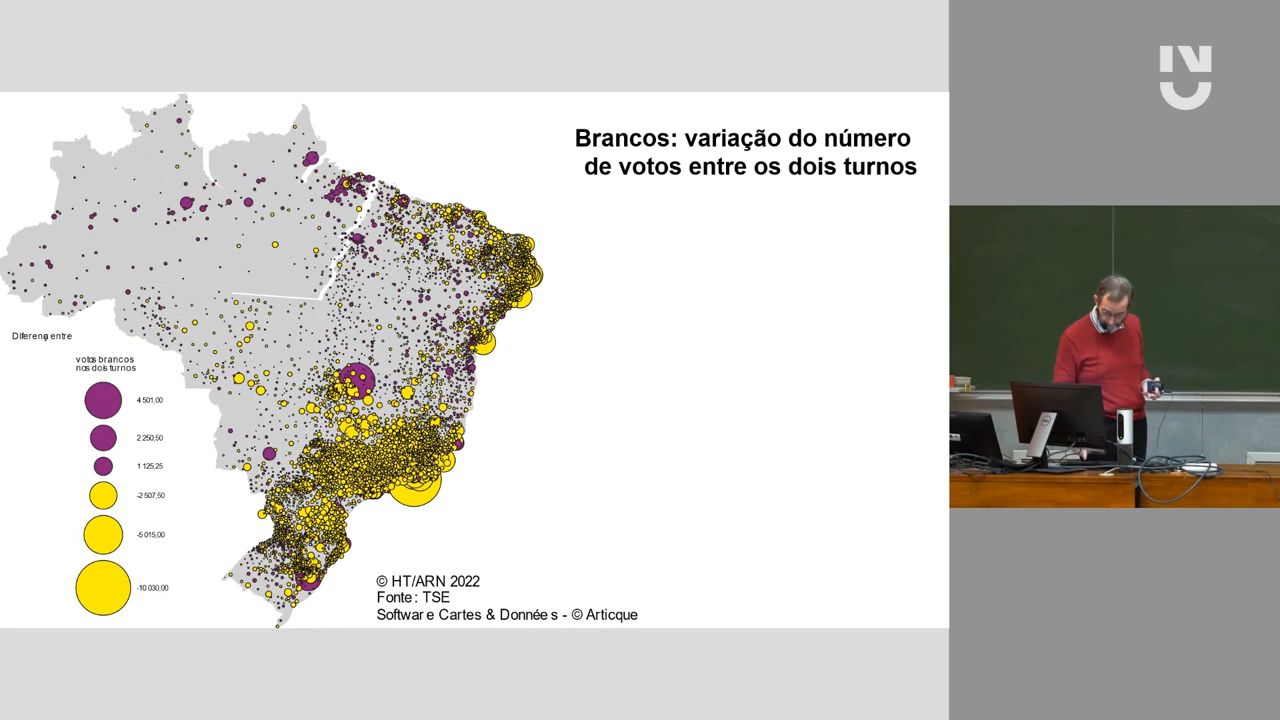 Brancos: variação do número
de votos entre os dois turnos
Diferença entre
votos brancos
nos dois turnos
4 501,00
2 250,50
1 125,25
-2 507,50
-5 015,00
-10 030,00
© HT/ARN 2022
Fonte : TSE
Software Cartes & Données - © Articque
NU
DELL